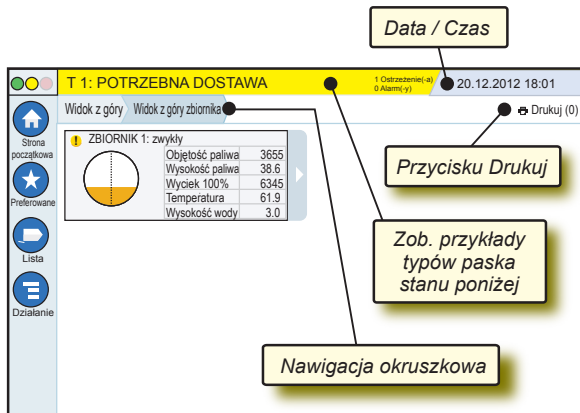 Data / Czas
T 1: POTRZEBNA DOSTAWA
1 Ostrzeżenie(-a)
0 Alarm(-y)
20.12.2012 18:01
Widok z góry
Widok z góry zbiornika
Drukuj (0)
Strona
początkowa
Preferowane
Lista
Działanie
! ZBIORNIK 1: zwykły
Objętość paliwa 3655
Wysokość paliwa 38.6
Wyciek 100% 6345
Temperatura 61.9
Wysokość wody 3.0
Przycisku Drukuj
Zob. przykłady
typów paska
stanu poniżej
Nawigacja okruszkowa